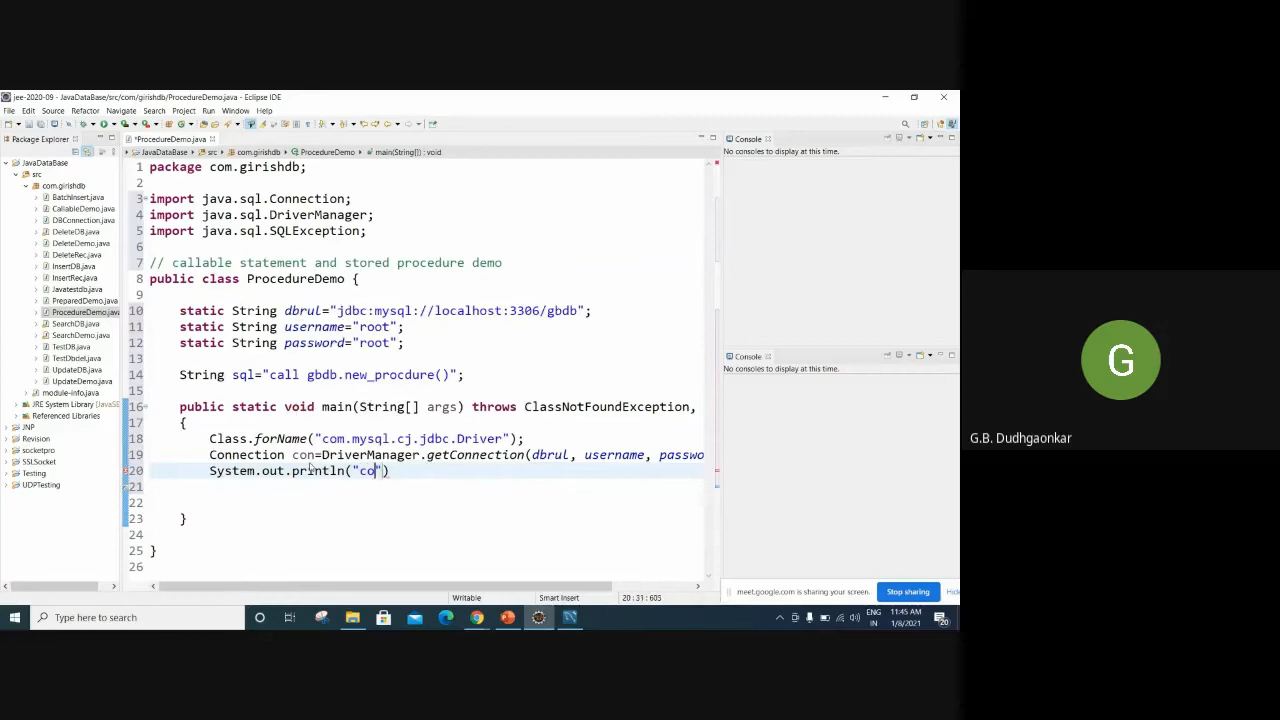 jee-2020-09 - JavaDataBase/src/com/girishdb/ProcedureDemo.java - Eclipse IDE
File Edit Source Refactor Navigate Search Project Run Window Help
Package Explorer
*ProcedureDemo.java
JavaDataBase src com.girishdb ProcedureDemo main(String[]) : void
JavaDataBase
src
com.girishdb
BatchInsert.java
CallableDemo.java
DBConnection.java
DeleteDB.java
DeleteDemo.java
DeleteRec.java
InsertDB.java
InsertRec.java
Javatestdb.java
PreparedDemo.java
ProcedureDemo.java
SearchDB.java
SearchDemo.java
TestDB.java
TestDbdel.java
UpdateDB.java
UpdateDemo.java
module-info.java
JRE System Library [JavaSE
Referenced Libraries
JNP
Revision
socketpro
SSLSocket
Testing
UDPTesting
1 package com.girishdb;
2
3 import java.sql.Connection;
4 import java.sql.DriverManager;
5 import java.sql.SQLException;
6
7 // callable statement and stored procedure demo
8 public class ProcedureDemo {
9
10 static String dbrul="jdbc:mysql://localhost:3306/gbdb";
11 static String username="root";
12 static String password="root";
13
14 String sql="call gbdb.new_procdure()";
15
16 public static void main(String[] args) throws ClassNotFoundException,
17 {
18 Class.forName("com.mysql.cj.jdbc.Driver");
19 Connection con=DriverManager.getConnection(dbrul, username, passwo
20 System.out.println("co")
21
22
23 }
24
25 }
26
Console
No consoles to display at this time.
Console
No consoles to display at this time.
meet.google.com is sharing your screen. Stop sharing Hide
Writable Smart Insert 20 : 31 : 605
Type here to search
ENG
IN
11:45 AM
1/8/2021
20
G
G.B. Dudhgaonkar